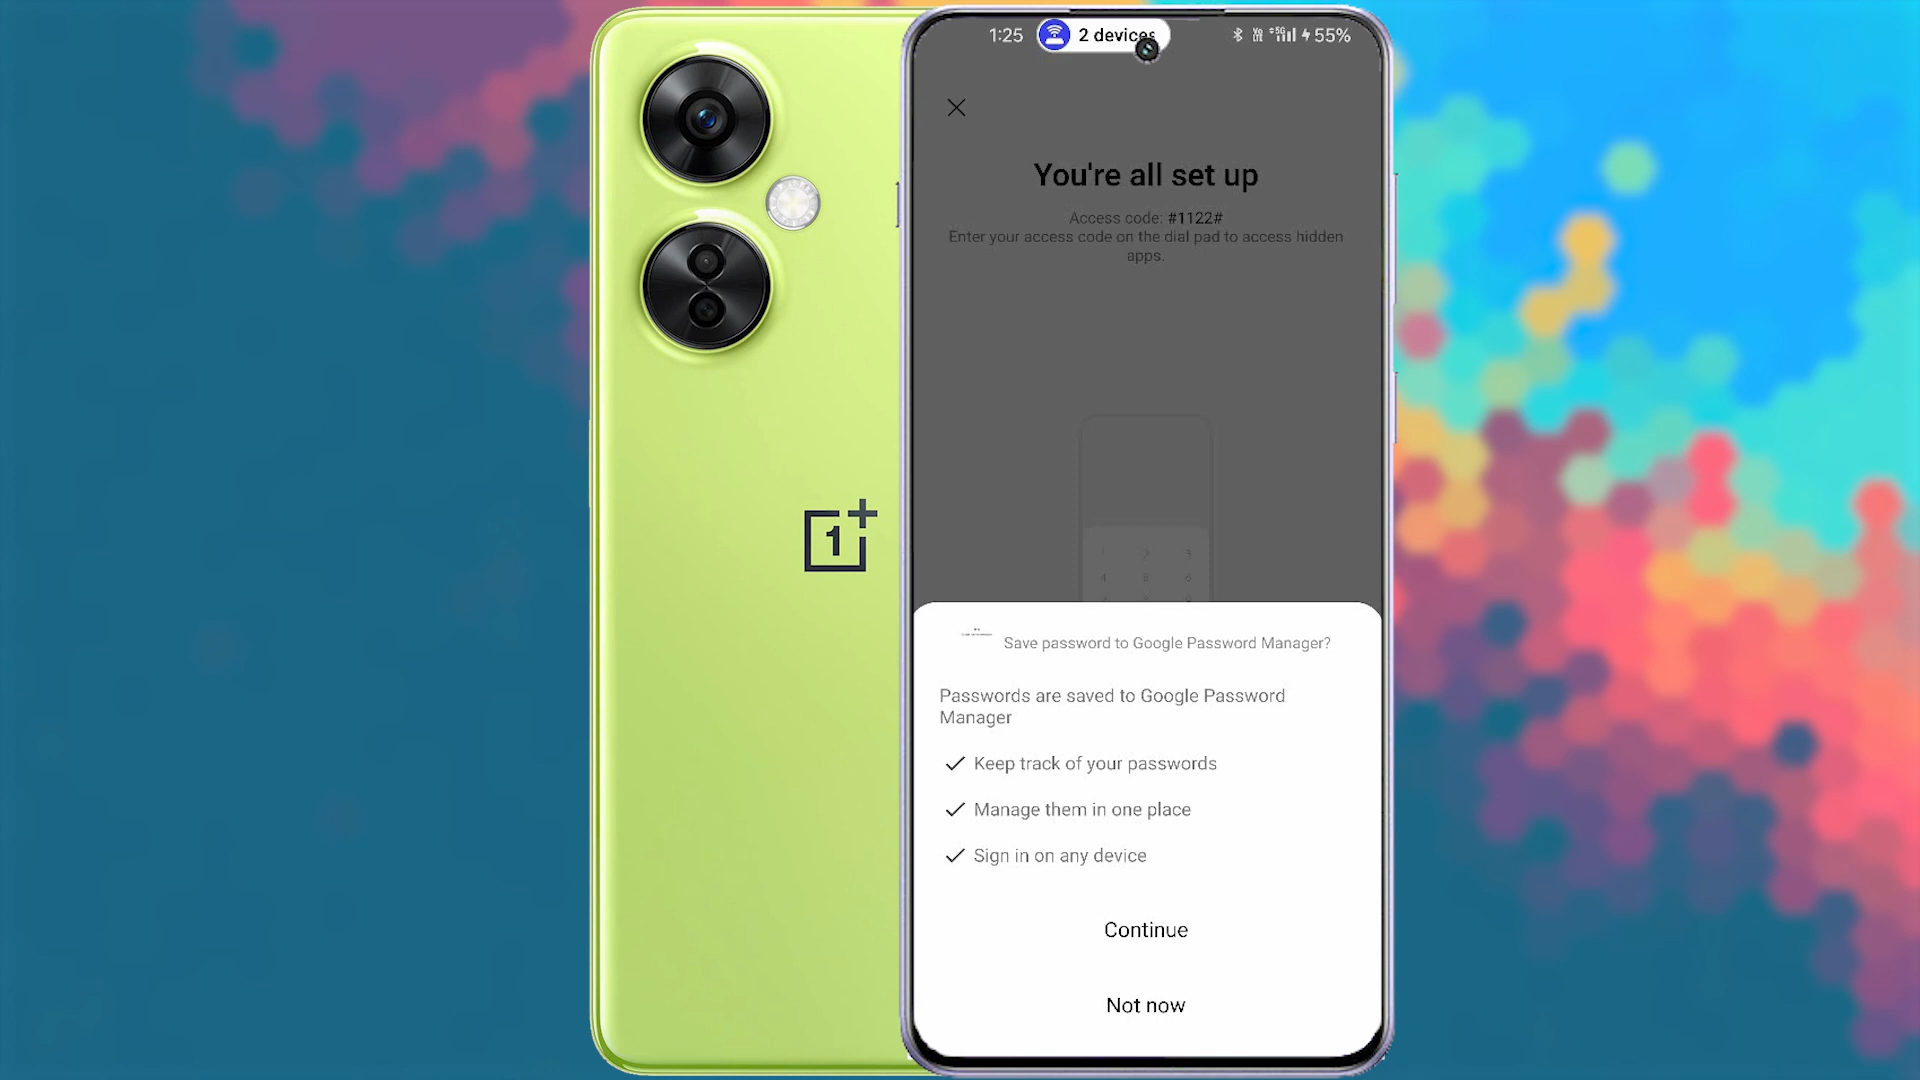 1:25
2 devices
55%
You're all set up
Access code: #1122#
Enter your access code on the dial pad to access hidden
apps.
1
Save password to Google Password Manager?
Passwords are saved to Google Password
Manager
Keep track of your passwords
Manage them in one place
Sign in on any device
Continue
Not now